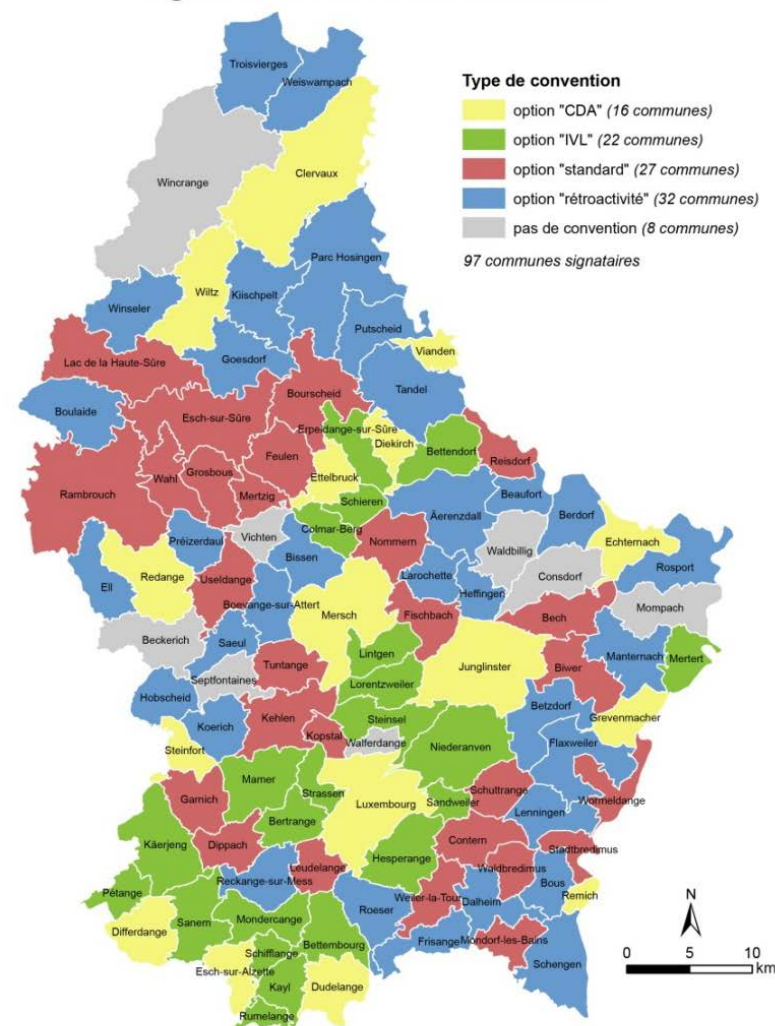 Troisvierges
Weiswampach
Type de convention
option "CDA" (16 communes)
option "IVL" (22 communes)
option "standard" (27 communes)
option "rétroactivité" (32 communes)
pas de convention (8 communes)
97 communes signataires
Clervaux
Wincrange
Parc Hosingen
Wiltz
Kiischpelt
Winseler
Putscheid
Vianden
Goesdorf
Lac de la Haute-Sûre
Tandel
Bourscheid
Boulaide
Esch-sur-Sûre
Erpeldange-sur-Sûre
Diekirch
Bettendorf
Feulen
Reisdorf
Grosbous
Wahl
Ettelbruck
Rambrouch
Mertzig
Schieren
Beaufort
Berdorf
Äerenzdall
Colmar-Berg
Préizerdaul
Vichten
Nommern
Echternach
Waldbillig
Bissen
Rosport
Larochette
Consdorf
Redange
Useldange
Ell
Heffingen
Boevange-sur-Attert
Mompach
Mersch
Fischbach
Bech
Beckerich
Saeul
Lintgen
Manternach
Mertert
Tuntange
Junglinster
Biwer
Septfontaines
Lorentzweiler
Hobscheid
Betzdorf
Kehlen
Steinsel
Grevenmacher
Koerich
Kopstal
Walferdange
Niederanven
Flaxweiler
Steinfort
Mamer
Strassen
Schuttrange
Garnich
Luxembourg
Sandweiler
Wormeldange
Lenningen
Bertrange
Käerjeng
Dippach
Contern
Stadtbredimus
Hesperange
Leudelange
Waldbredimus
Reckange-sur-Mess
Bous
Pétange
Weiler-la-Tour
Remich
Dalheim
Roeser
Sanem
Mondercange
Differdange
Frisange
Mondorf-les-Bains
Bettembourg
Schifflange
Schengen
Esch-sur-Alzette
Kayl
Dudelange
Rumelange
N
0 5 10
km